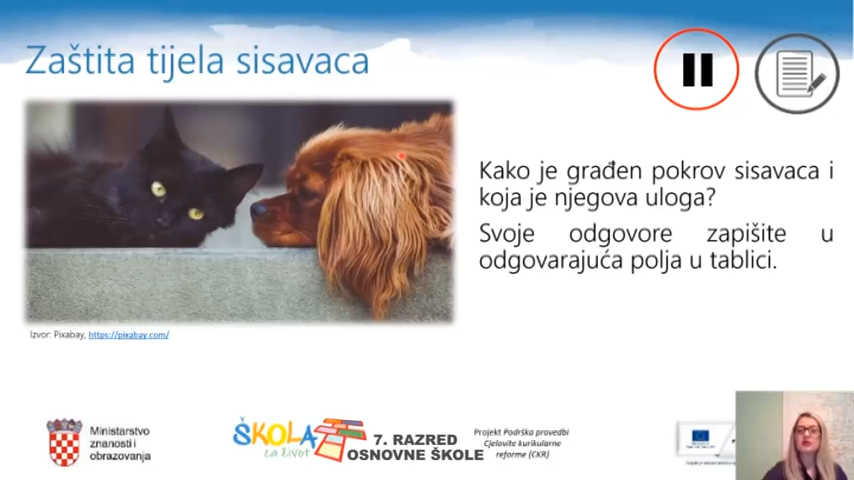 Zaštita tijela sisavaca
Kako je građen pokrov sisavaca i
koja je njegova uloga?
Svoje odgovore zapišite u
odgovarajuća polja u tablici.
Izvor: Pixabay, https://pixabay.com/
Ministarstvo
znanosti i
obrazovanja
ŠKOLA
za život
7. RAZRED
OSNOVNE ŠKOLE
Projekt Podrška provedbi
Cjelovite kurikularne
reforme (CKR)